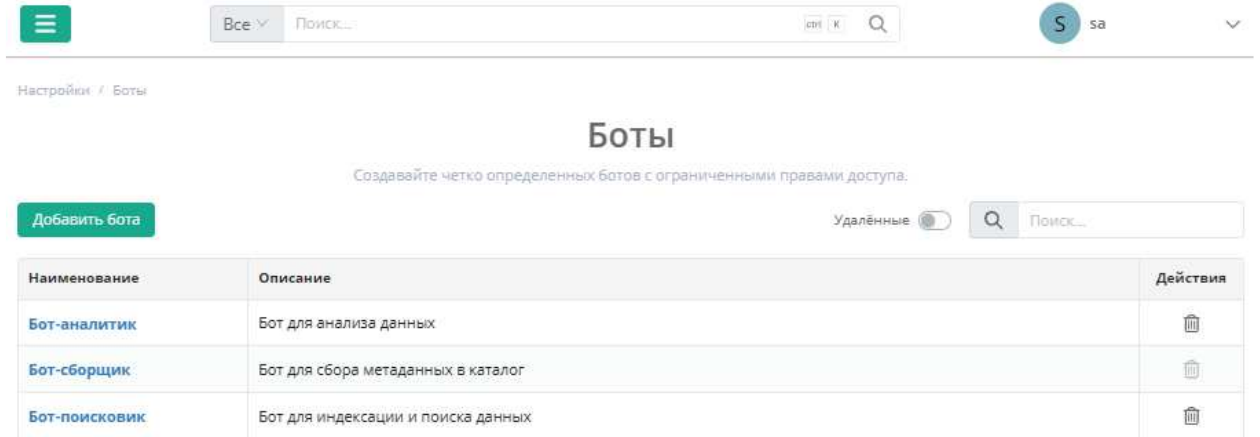 Все Поиск... ctrl K S sa
Настройки / Боты
Боты
Создавайте четко определенных ботов с ограниченными правами доступа.
Добавить бота Удалённые Поиск...
Наименование Описание Действия
Бот-аналитик Бот для анализа данных
Бот-сборщик Бот для сбора метаданных в каталог
Бот-поисковик Бот для индексации и поиска данных